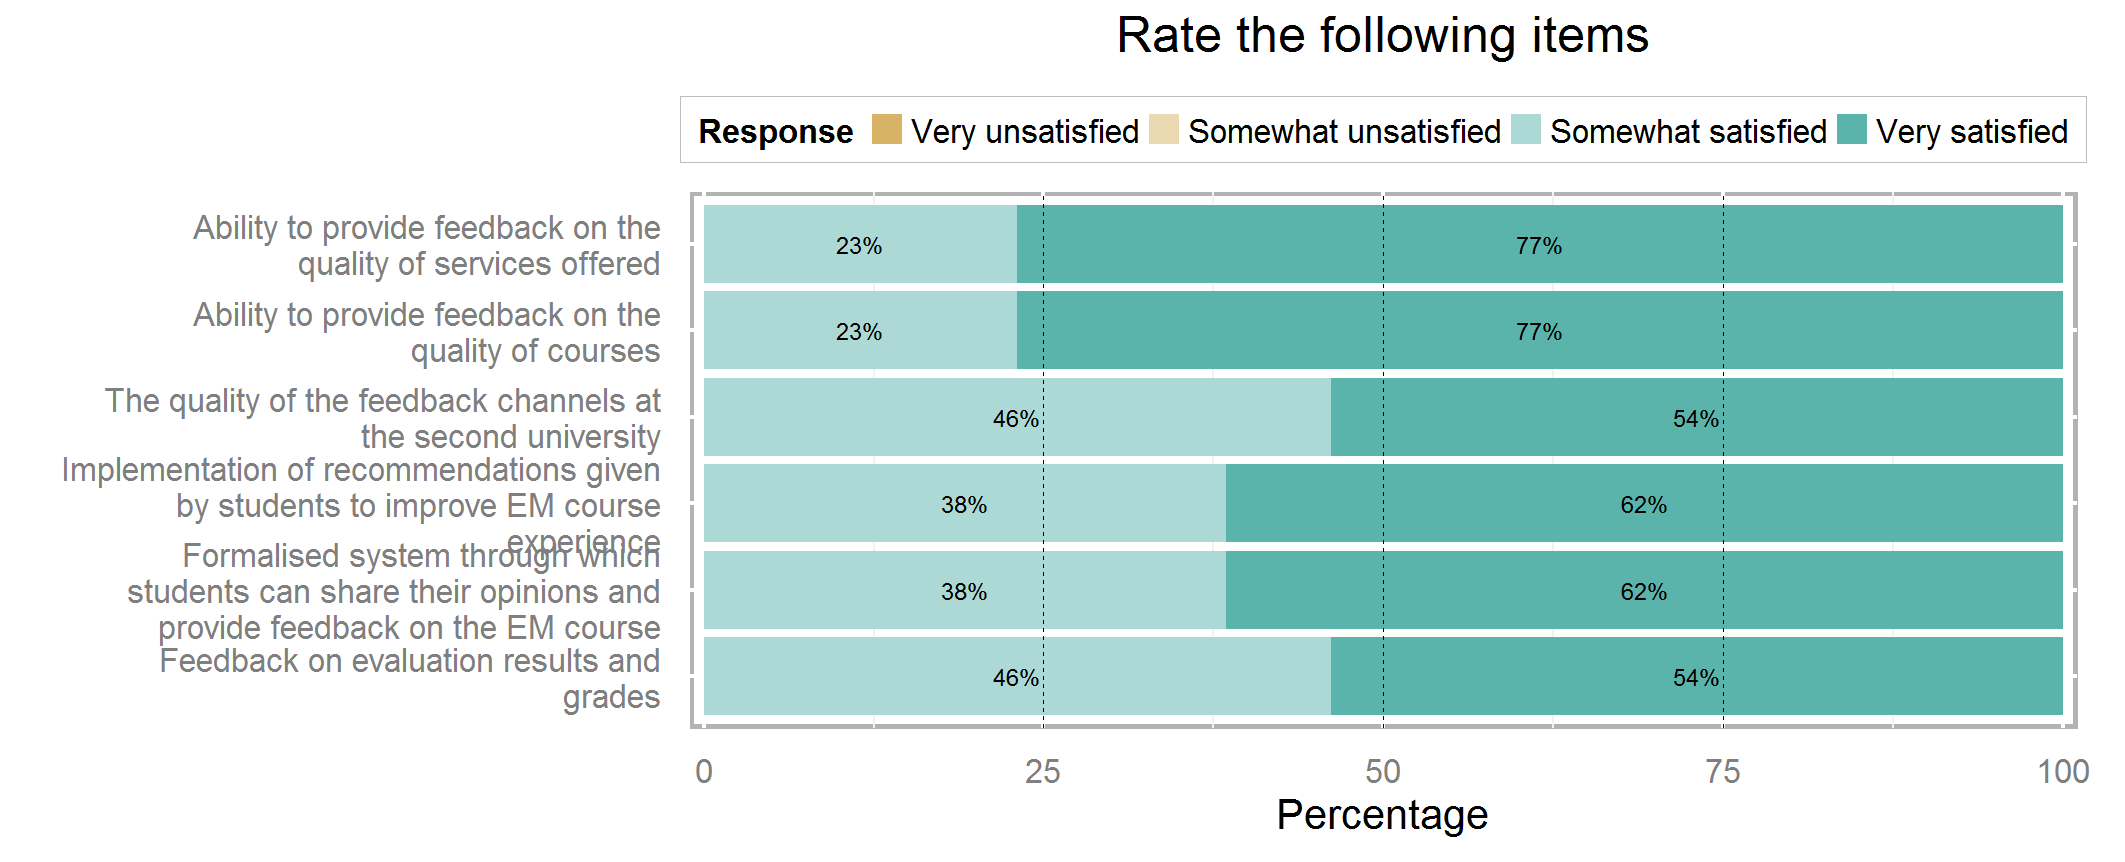 Rate the following items
Response Very unsatisfied Somewhat unsatisfied Somewhat satisfied Very satisfied
Ability to provide feedback on the
quality of services offered
23% 77%
Ability to provide feedback on the
quality of courses
23% 77%
The quality of the feedback channels at
the second university
46% 54%
Implementation of recommendations given
by students to improve EM course
experience
38% 62%
Formalised system through which
students can share their opinions and
provide feedback on the EM course
38% 62%
Feedback on evaluation results and
grades
46% 54%
0 25 50 75 100
Percentage